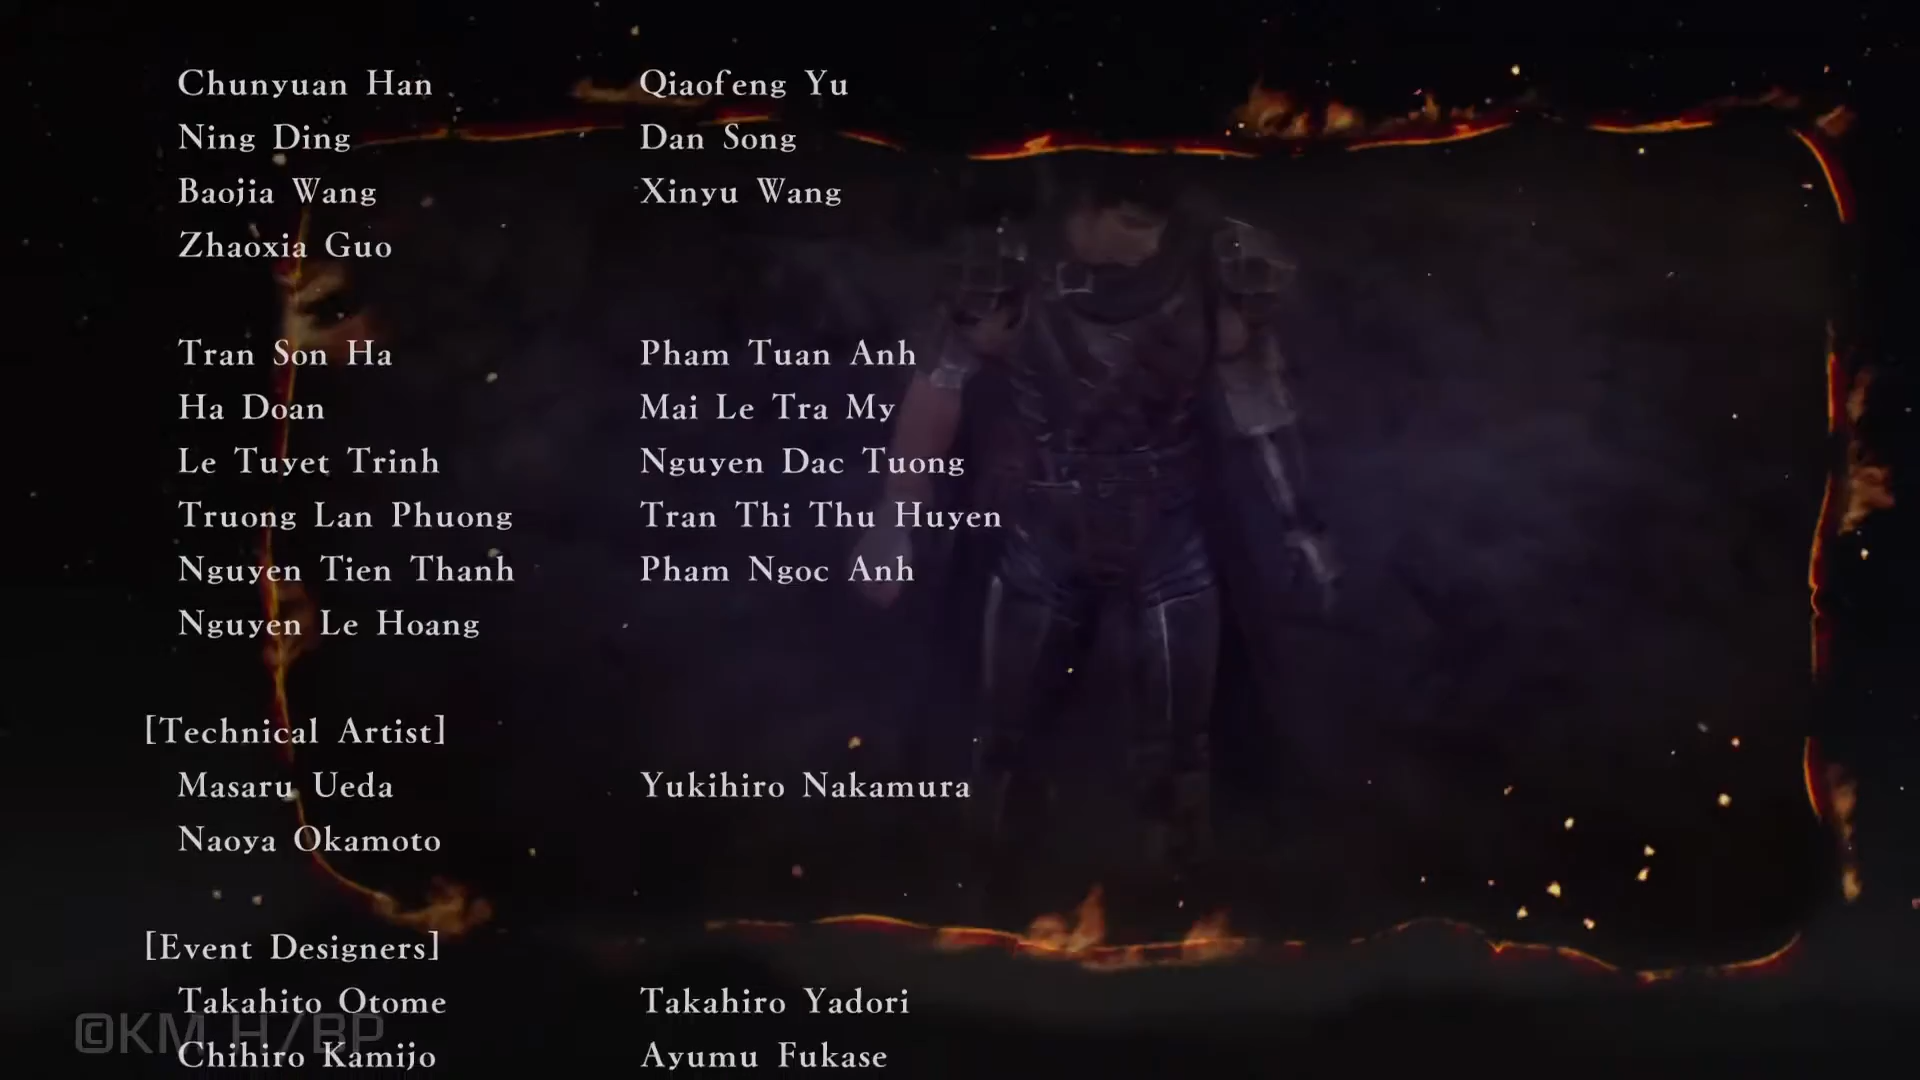 Chunyuan Han Qiaofeng Yu
Ning Ding Dan Song
Baojia Wang Xinyu Wang
Zhaoxia Guo
Tran Son Ha Pham Tuan Anh
Ha Doan Mai Le Tra My
Le Tuyet Trinh Nguyen Dac Tuong
Truong Lan Phuong Tran Thi Thu Huyen
Nguyen Tien Thanh Pham Ngoc Anh
Nguyen Le Hoang
[Technical Artist]
Masaru Ueda Yukihiro Nakamura
Naoya Okamoto
[Event Designers]
Takahito Otome Takahiro Yadori
©KM,H/BP
Chihiro Kamijo Ayumu Fukase